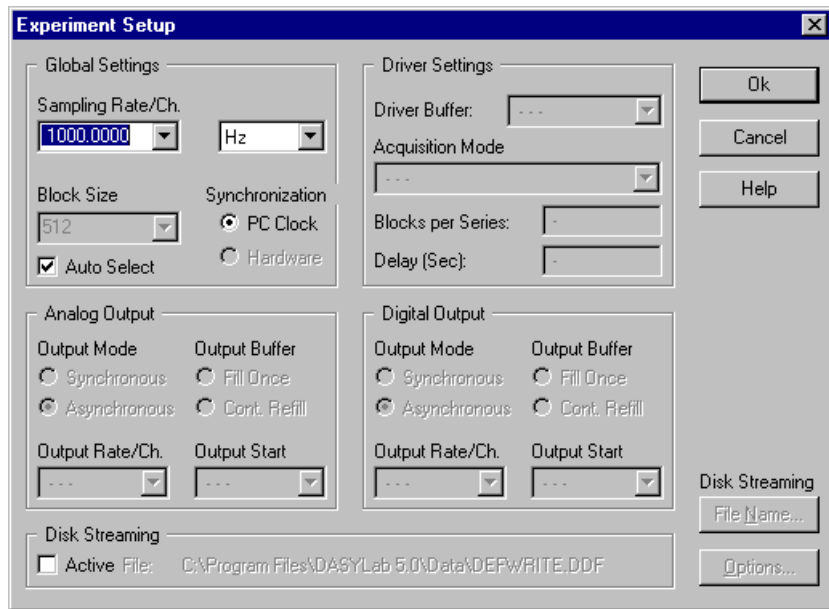 Experiment Setup
Global Settings
Sampling Rate/Ch.
1000.0000
Hz
Block Size
512
Auto Select
Synchronization
PC Clock
Hardware
Driver Settings
Driver Buffer: - - -
Acquisition Mode
- - -
Blocks per Series: -
Delay (Sec): -
Ok
Cancel
Help
Analog Output
Output Mode
Synchronous
Asynchronous
Output Buffer
Fill Once
Cont. Refill
Output Rate/Ch.
- - -
Output Start
- - -
Digital Output
Output Mode
Synchronous
Asynchronous
Output Buffer
Fill Once
Cont. Refill
Output Rate/Ch.
- - -
Output Start
- - -
Disk Streaming
File Name...
Options...
Disk Streaming
Active File: C:\Program Files\DASYLab 5.0\Data\DEFWRITE.DDF